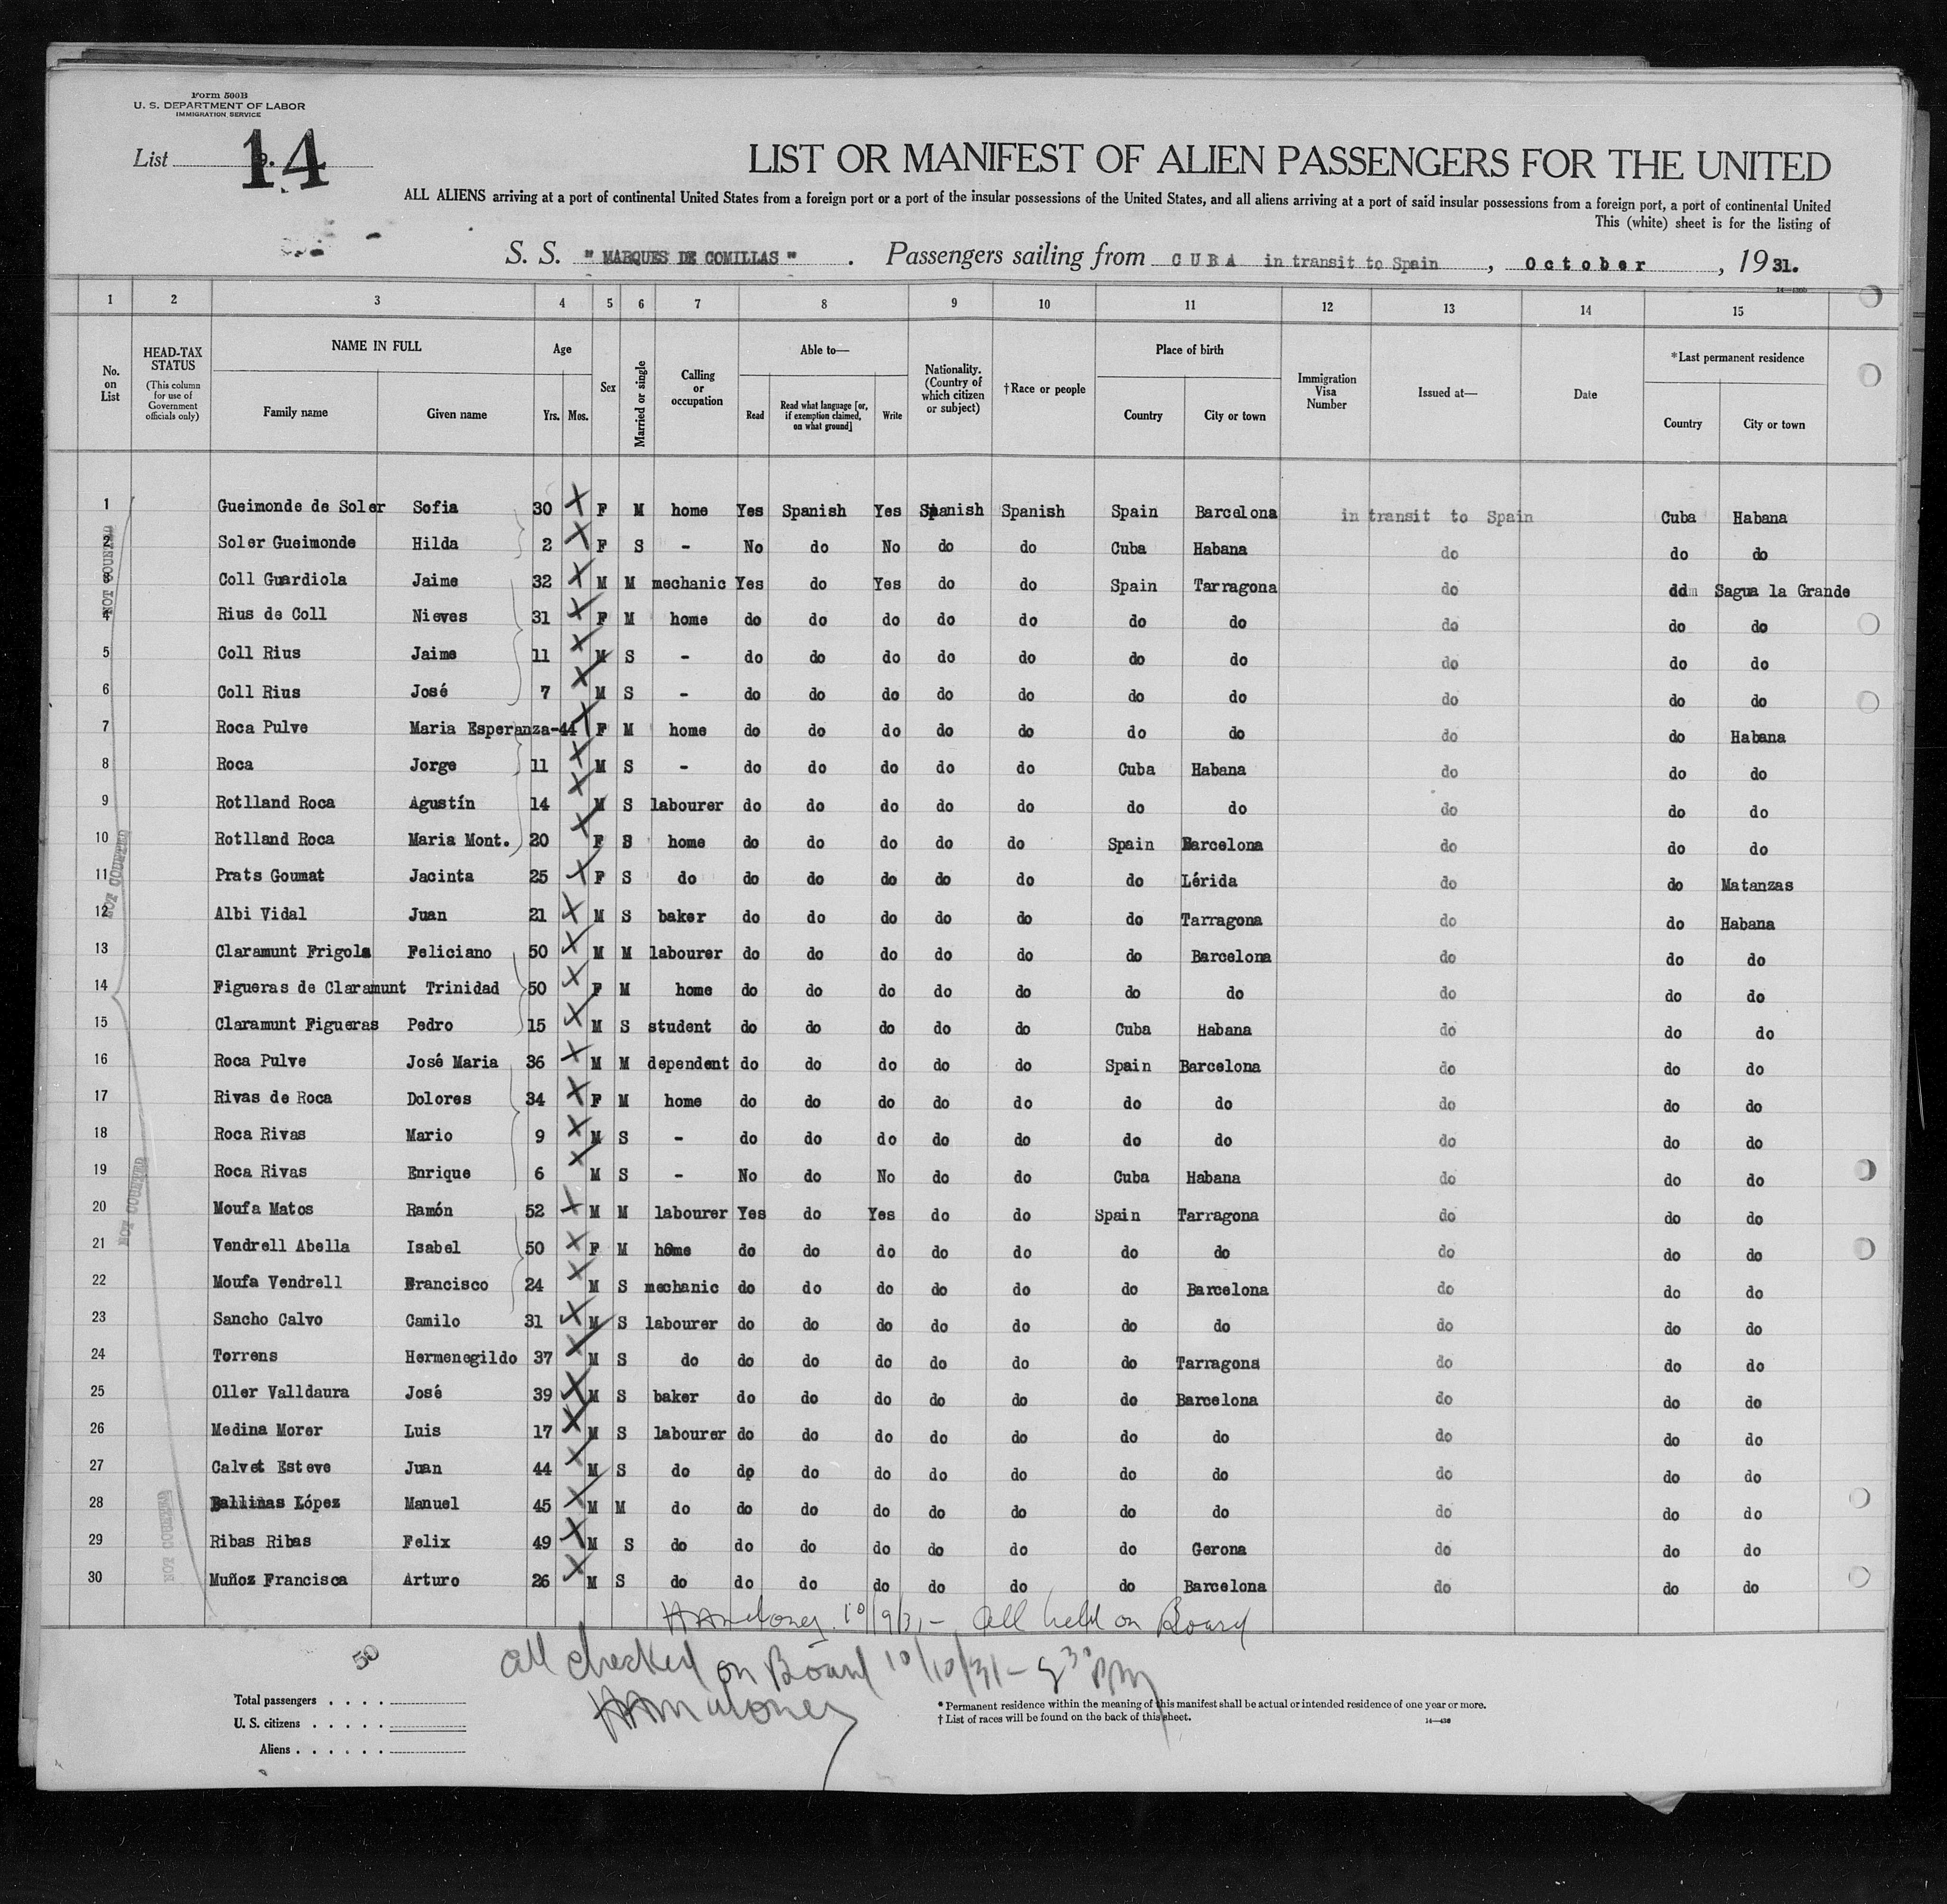 Form 500B
U. S. DEPARTMENT OF LABOR
IMMIGRATION SERVICE
List 14
LIST OR MANIFEST OF ALIEN PASSENGERS FOR THE UNITED
ALL ALIENS arriving at a port of continental United States from a foreign port or a port of the insular possessions of the United States, and all aliens arriving at a port of said insular possessions from a foreign port, a port of continental United
This (white) sheet is for the listing of
S. S. "MARQUES DE COMILLAS". Passengers sailing from CUBA in transit to Spain, October, 1931.
1 2 3 4 5 6 7 8 9 10 11 12 13 14 15
No. on List
HEAD-TAX STATUS (This column for use of Government officials only)
NAME IN FULL
Family name Given name
Age
Yrs. Mos.
Sex
Married or single
Calling or occupation
Able to—
Read
Read what language [or, if exemption claimed, on what ground]
Write
Nationality. (Country of which citizen or subject)
†Race or people
Place of birth
Country City or town
Immigration Visa Number
Issued at—
Date
*Last permanent residence
Country City or town
1 Gueimonde de Soler Sofia 30 F M home Yes Spanish Yes Spanish Spanish Spain Barcelona in transit to Spain Cuba Habana
2 Soler Gueimonde Hilda 2 F S - No do No do do Cuba Habana do do do
3 Coll Guardiola Jaime 32 M M mechanic Yes do Yes do do Spain Tarragona do do Sagua la Grande
4 Rius de Coll Nieves 31 F M home do do do do do do do do do do
5 Coll Rius Jaime 11 M S - do do do do do do do do do do
6 Coll Rius José 7 M S - do do do do do do do do do do
7 Roca Pulve Maria Esperanza-44 F M home do do do do do do do do do Habana
8 Roca Jorge 11 M S - do do do do do Cuba Habana do do do
9 Rotlland Roca Agustín 14 M S labourer do do do do do do do do do do
10 Rotlland Roca Maria Mont. 20 F S home do do do do do Spain Barcelona do do do
11 Prats Goumat Jacinta 25 F S do do do do do do do Lérida do do Matanzas
12 Albi Vidal Juan 21 M S baker do do do do do do Tarragona do do Habana
13 Claramunt Frigola Feliciano 50 M M labourer do do do do do do Barcelona do do do
14 Figueras de Claramunt Trinidad 50 F M home do do do do do do do do do do
15 Claramunt Figueras Pedro 15 M S student do do do do do Cuba Habana do do do
16 Roca Pulve José Maria 36 M M dependent do do do do do Spain Barcelona do do do
17 Rivas de Roca Dolores 34 F M home do do do do do do do do do do
18 Roca Rivas Mario 9 M S - do do do do do do do do do do
19 Roca Rivas Enrique 6 M S - No do No do do Cuba Habana do do do
20 Moufa Matos Ramón 52 M M labourer Yes do Yes do do Spain Tarragona do do do
21 Vendrell Abella Isabel 50 F M home do do do do do do do do do do
22 Moufa Vendrell Francisco 24 M S mechanic do do do do do do Barcelona do do do
23 Sancho Calvo Camilo 31 M S labourer do do do do do do do do do do
24 Torrens Hermenegildo 37 M S do do do do do do do Tarragona do do do
25 Oller Valldaura José 39 M S baker do do do do do do Barcelona do do do
26 Medina Morer Luis 17 M S labourer do do do do do do do do do do
27 Calvet Esteve Juan 44 M S do do do do do do do do do do do
28 Ballinas López Manuel 45 M M do do do do do do do do do do do
29 Ribas Ribas Felix 49 M S do do do do do do do Gerona do do do
30 Muñoz Francisca Arturo 26 M S do do do do do do do Barcelona do do do
NOT COUNTED
NOT COUNTED
NOT COUNTED
NOT COUNTED
HAMaloney 10/9/31 - All held on Board
50
all checked on Board 10/10/31 - 5 30 PM
HAMaloney
Total passengers . . . .
U. S. citizens . . . . .
Aliens . . . . . .
* Permanent residence within the meaning of this manifest shall be actual or intended residence of one year or more.
† List of races will be found on the back of this sheet.